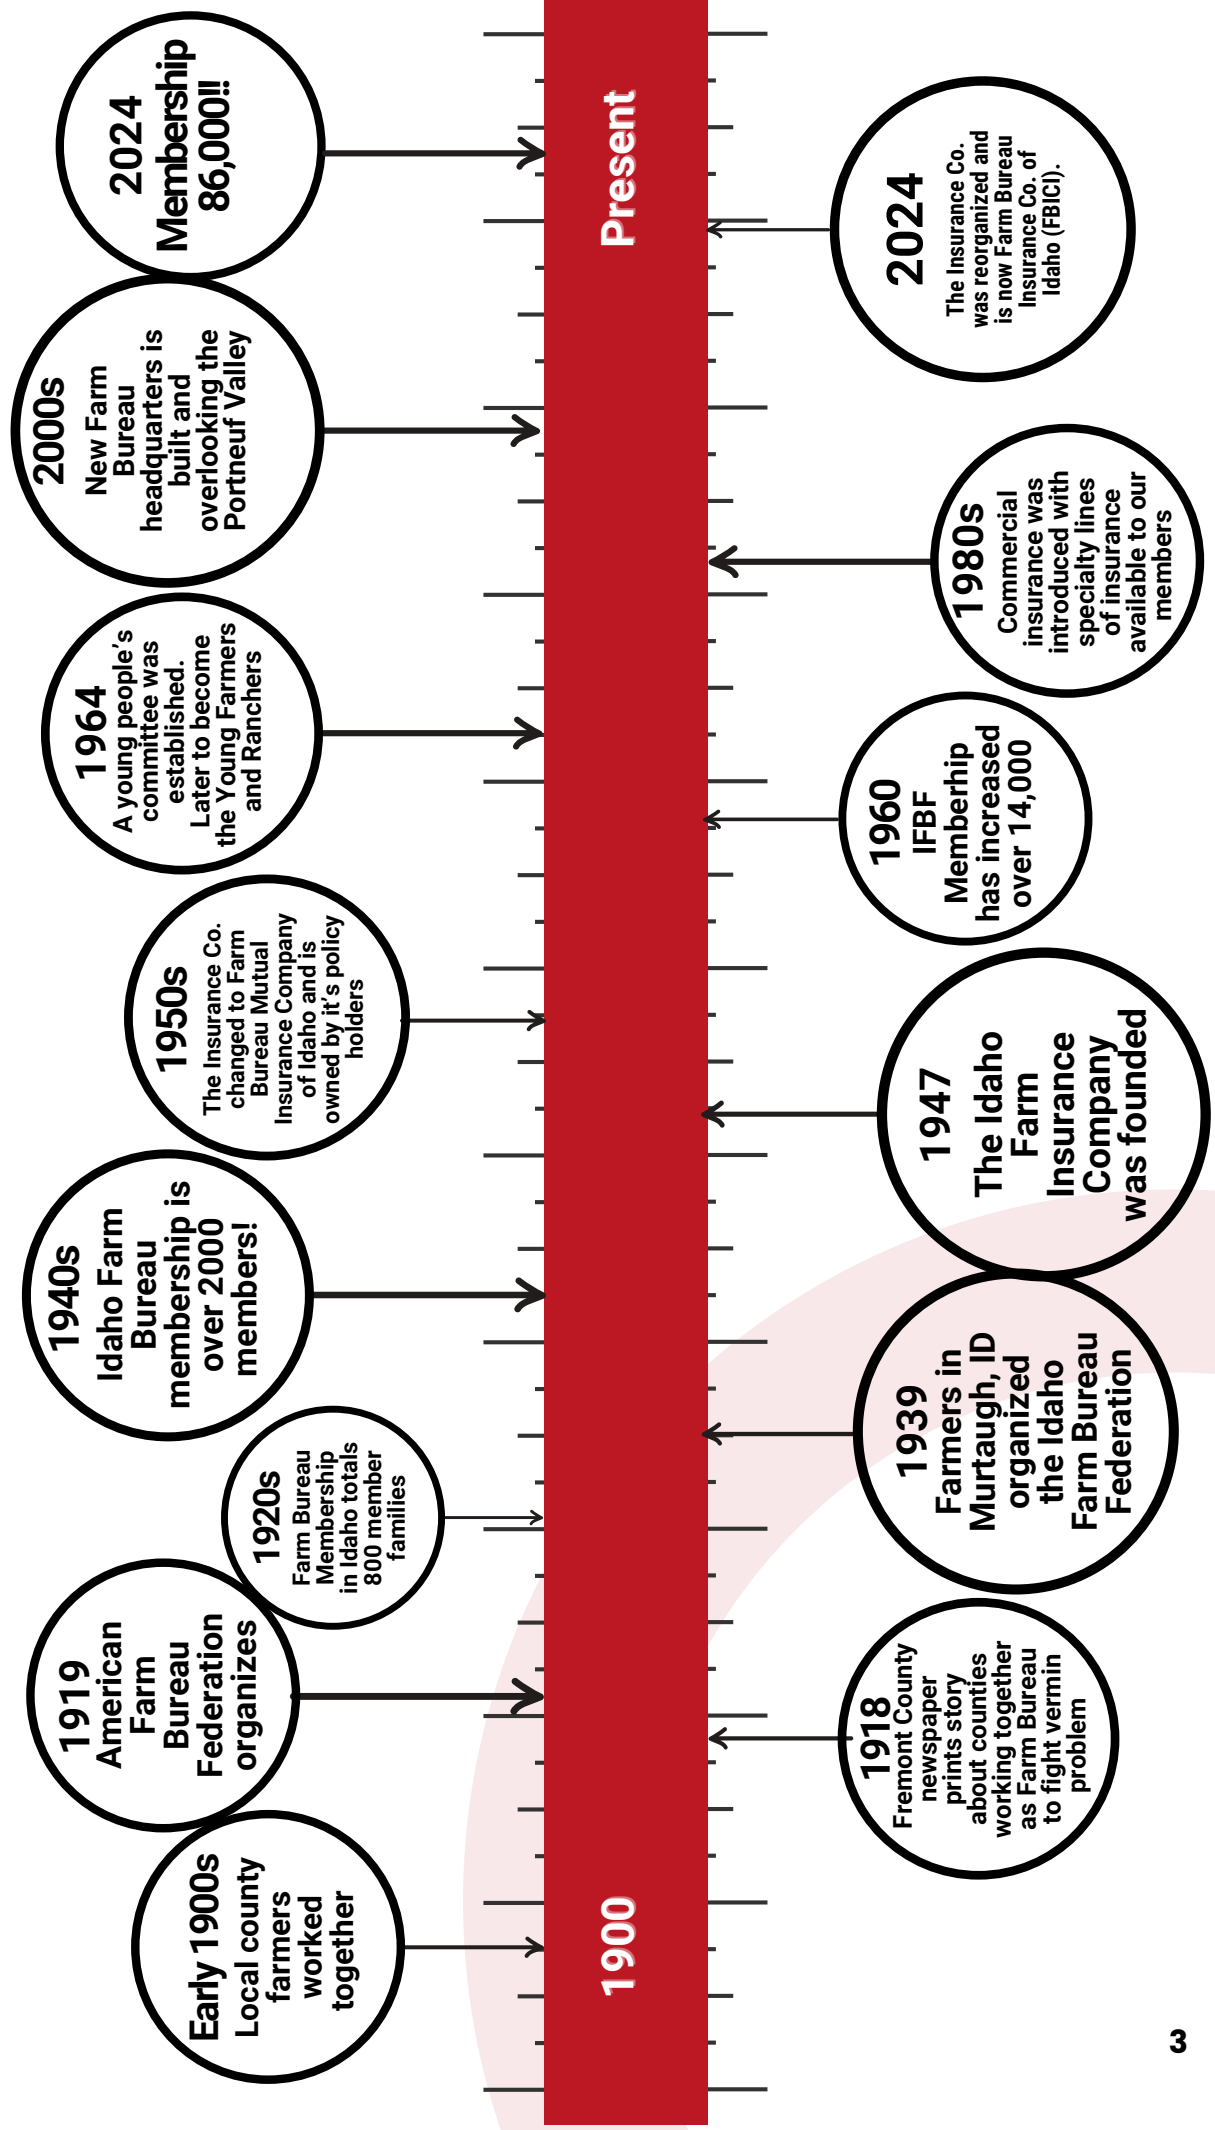 Early 1900s
Local county
farmers
worked
together
1919
American
Farm
Bureau
Federation
organizes
1920s
Farm Bureau
Membership
in Idaho totals
800 member
families
1940s
Idaho Farm
Bureau
membership is
over 2000
members!
1950s
The Insurance Co.
changed to Farm
Bureau Mutual
Insurance Company
of Idaho and is
owned by it's policy
holders
1964
A young people's
committee was
established.
Later to become
the Young Farmers
and Ranchers
2000s
New Farm
Bureau
headquarters is
built and
overlooking the
Portneuf Valley
2024
Membership
86,000!!
1900
Present
1918
Fremont County
newspaper
prints story
about counties
working together
as Farm Bureau
to fight vermin
problem
1939
Farmers in
Murtaugh, ID
organized
the Idaho
Farm Bureau
Federation
1947
The Idaho
Farm
Insurance
Company
was founded
1960
IFBF
Memberhip
has increased
over 14,000
1980s
Commercial
insurance was
introduced with
specialty lines
of insurance
available to our
members
2024
The Insurance Co.
was reorganized and
is now Farm Bureau
Insurance Co. of
Idaho (FBICI).
3